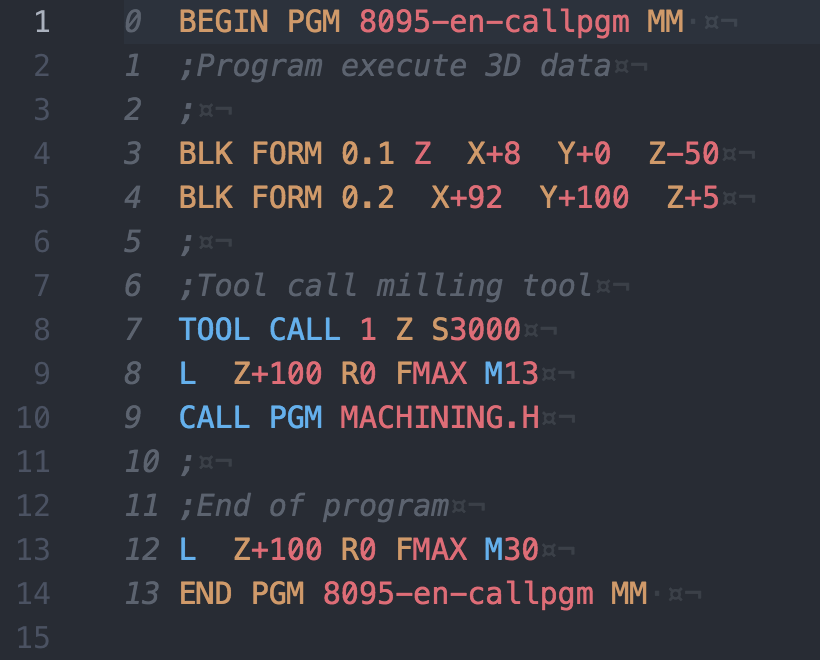 1 0 BEGIN PGM 8095-en-callpgm MM·¤¬
2 1 ;Program execute 3D data¤¬
3 2 ;¤¬
4 3 BLK FORM 0.1 Z  X+8  Y+0  Z-50¤¬
5 4 BLK FORM 0.2  X+92  Y+100  Z+5¤¬
6 5 ;¤¬
7 6 ;Tool call milling tool¤¬
8 7 TOOL CALL 1 Z S3000¤¬
9 8 L  Z+100 R0 FMAX M13¤¬
10 9 CALL PGM MACHINING.H¤¬
11 10 ;¤¬
12 11 ;End of program¤¬
13 12 L  Z+100 R0 FMAX M30¤¬
14 13 END PGM 8095-en-callpgm MM·¤¬
15